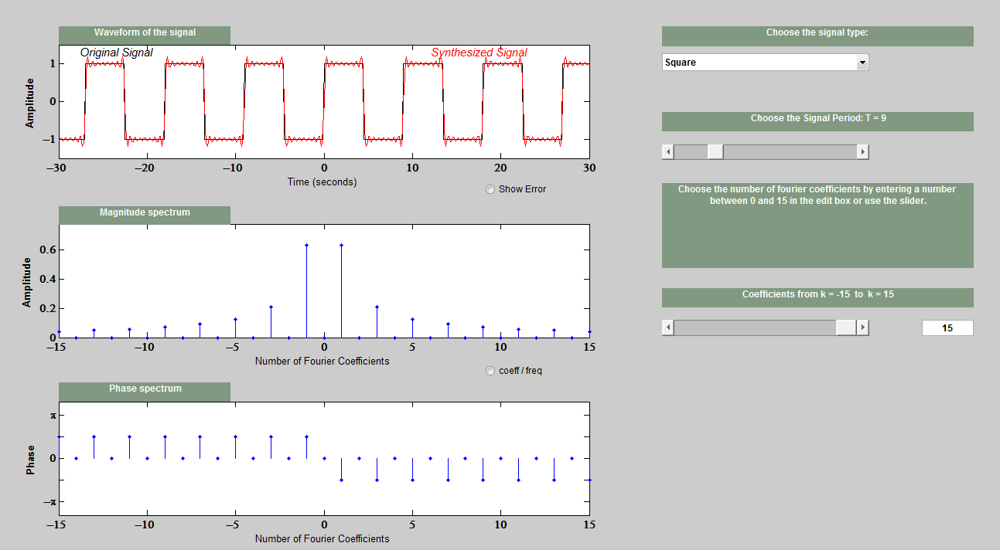 Waveform of the signal
Original Signal
Synthesized Signal
Amplitude
1
0
−1
−30
−20
−10
0
10
20
30
Time (seconds)
Show Error
Magnitude spectrum
Amplitude
0.6
0.4
0.2
0
−15
−10
−5
0
5
10
15
Number of Fourier Coefficients
coeff / freq
Phase spectrum
Phase
π
0
−π
−15
−10
−5
0
5
10
15
Number of Fourier Coefficients
Choose the signal type:
Square
Choose the Signal Period: T = 9
Choose the number of fourier coefficients by entering a number
between 0 and 15 in the edit box or use the slider.
Coefficients from k = -15 to k = 15
15